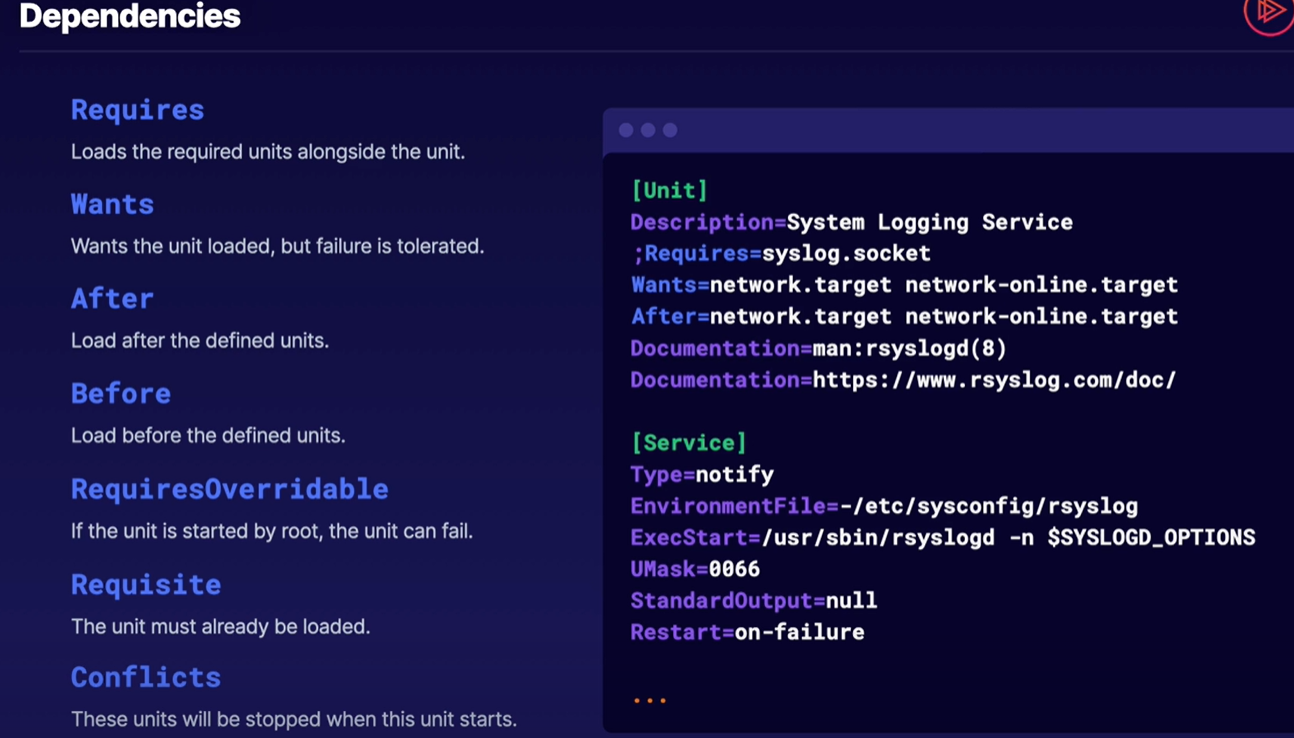 Dependencies
Requires
Loads the required units alongside the unit.
Wants
Wants the unit loaded, but failure is tolerated.
After
Load after the defined units.
Before
Load before the defined units.
RequiresOverridable
If the unit is started by root, the unit can fail.
Requisite
The unit must already be loaded.
Conflicts
These units will be stopped when this unit starts.
[Unit]
Description=System Logging Service
;Requires=syslog.socket
Wants=network.target network-online.target
After=network.target network-online.target
Documentation=man:rsyslogd(8)
Documentation=https://www.rsyslog.com/doc/
[Service]
Type=notify
EnvironmentFile=-/etc/sysconfig/rsyslog
ExecStart=/usr/sbin/rsyslogd -n $SYSLOGD_OPTIONS
UMask=0066
StandardOutput=null
Restart=on-failure
...